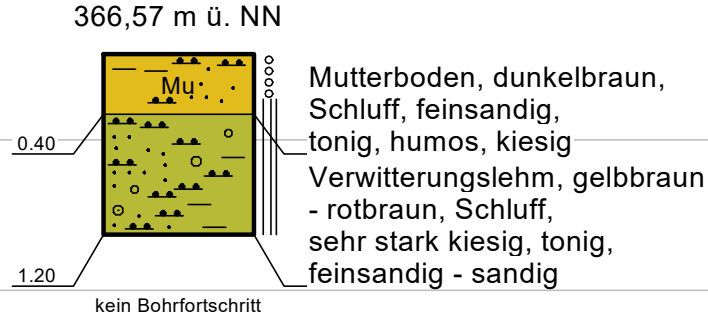 366,57 m ü. NN
Mu
Mutterboden, dunkelbraun,
Schluff, feinsandig,
tonig, humos, kiesig
0.40
Verwitterungslehm, gelbbraun
- rotbraun, Schluff,
sehr stark kiesig, tonig,
feinsandig - sandig
1.20
kein Bohrfortschritt